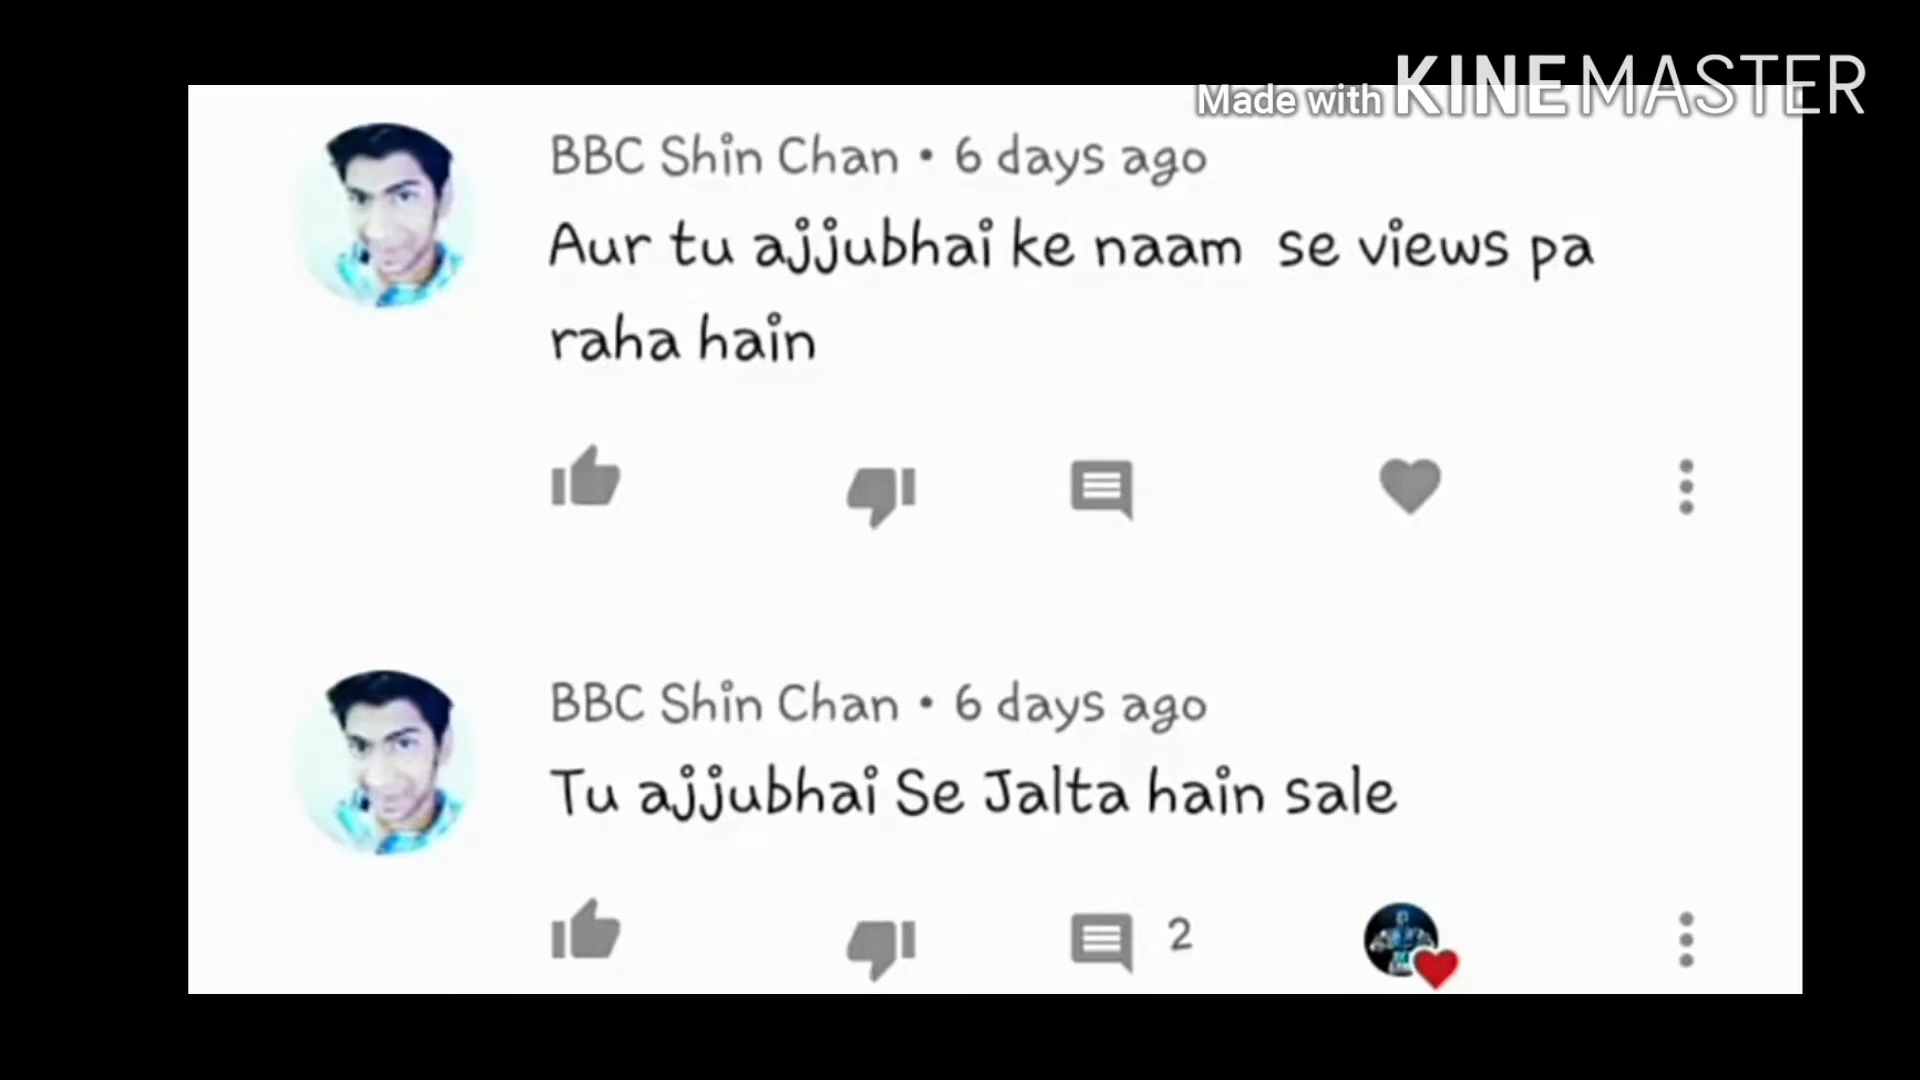 Made with KINEMASTER
BBC Shin Chan • 6 days ago
Aur tu ajjubhai ke naam se views pa
raha hain
BBC Shin Chan • 6 days ago
Tu ajjubhai Se Jalta hain sale
2